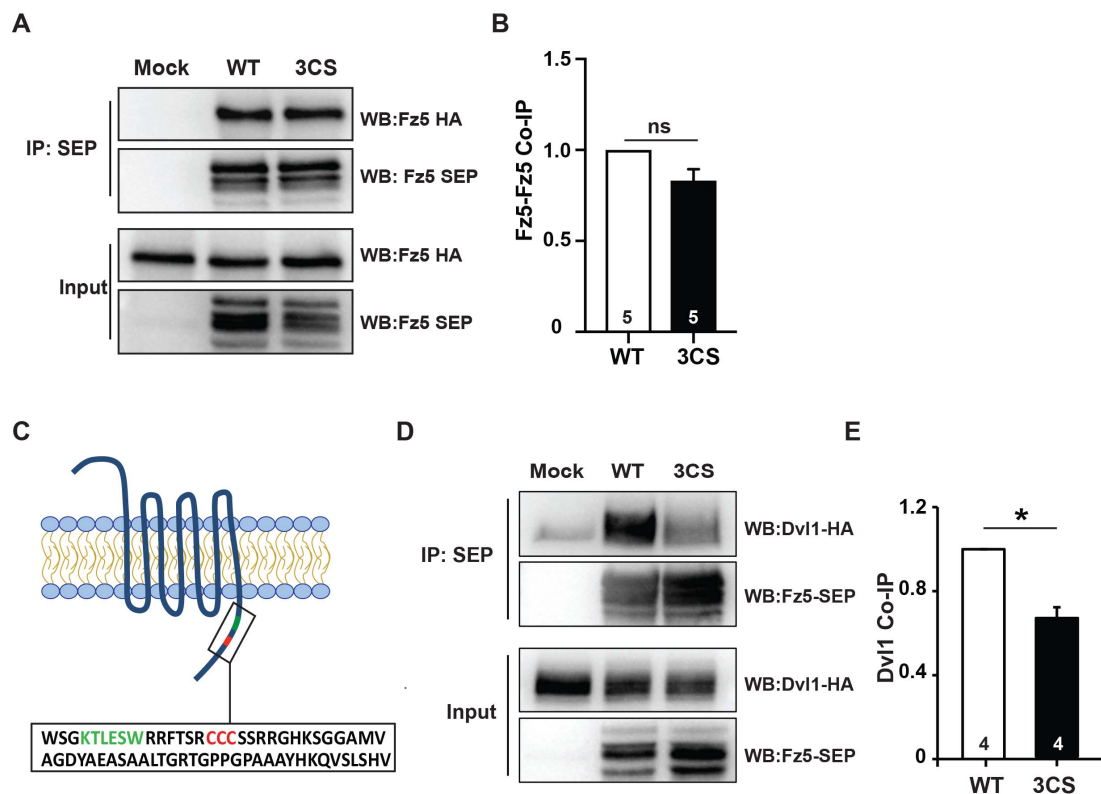 A
Mock WT 3CS
IP: SEP
WB:Fz5 HA
WB: Fz5 SEP
Input
WB:Fz5 HA
WB:Fz5 SEP
B
Fz5-Fz5 Co-IP
1.5
1.0
0.5
0
ns
5 5
WT 3CS
C
WSGKTLESWRRFTSRCCCSSRRGHKSGGAMV
AGDYAEASAALTGRTGPPGPAAAYHKQVSLSHV
D
Mock WT 3CS
IP: SEP
WB:Dvl1-HA
WB:Fz5-SEP
Input
WB:Dvl1-HA
WB:Fz5-SEP
E
Dvl1 Co-IP
1.2
0.8
0.4
0
*
4 4
WT 3CS